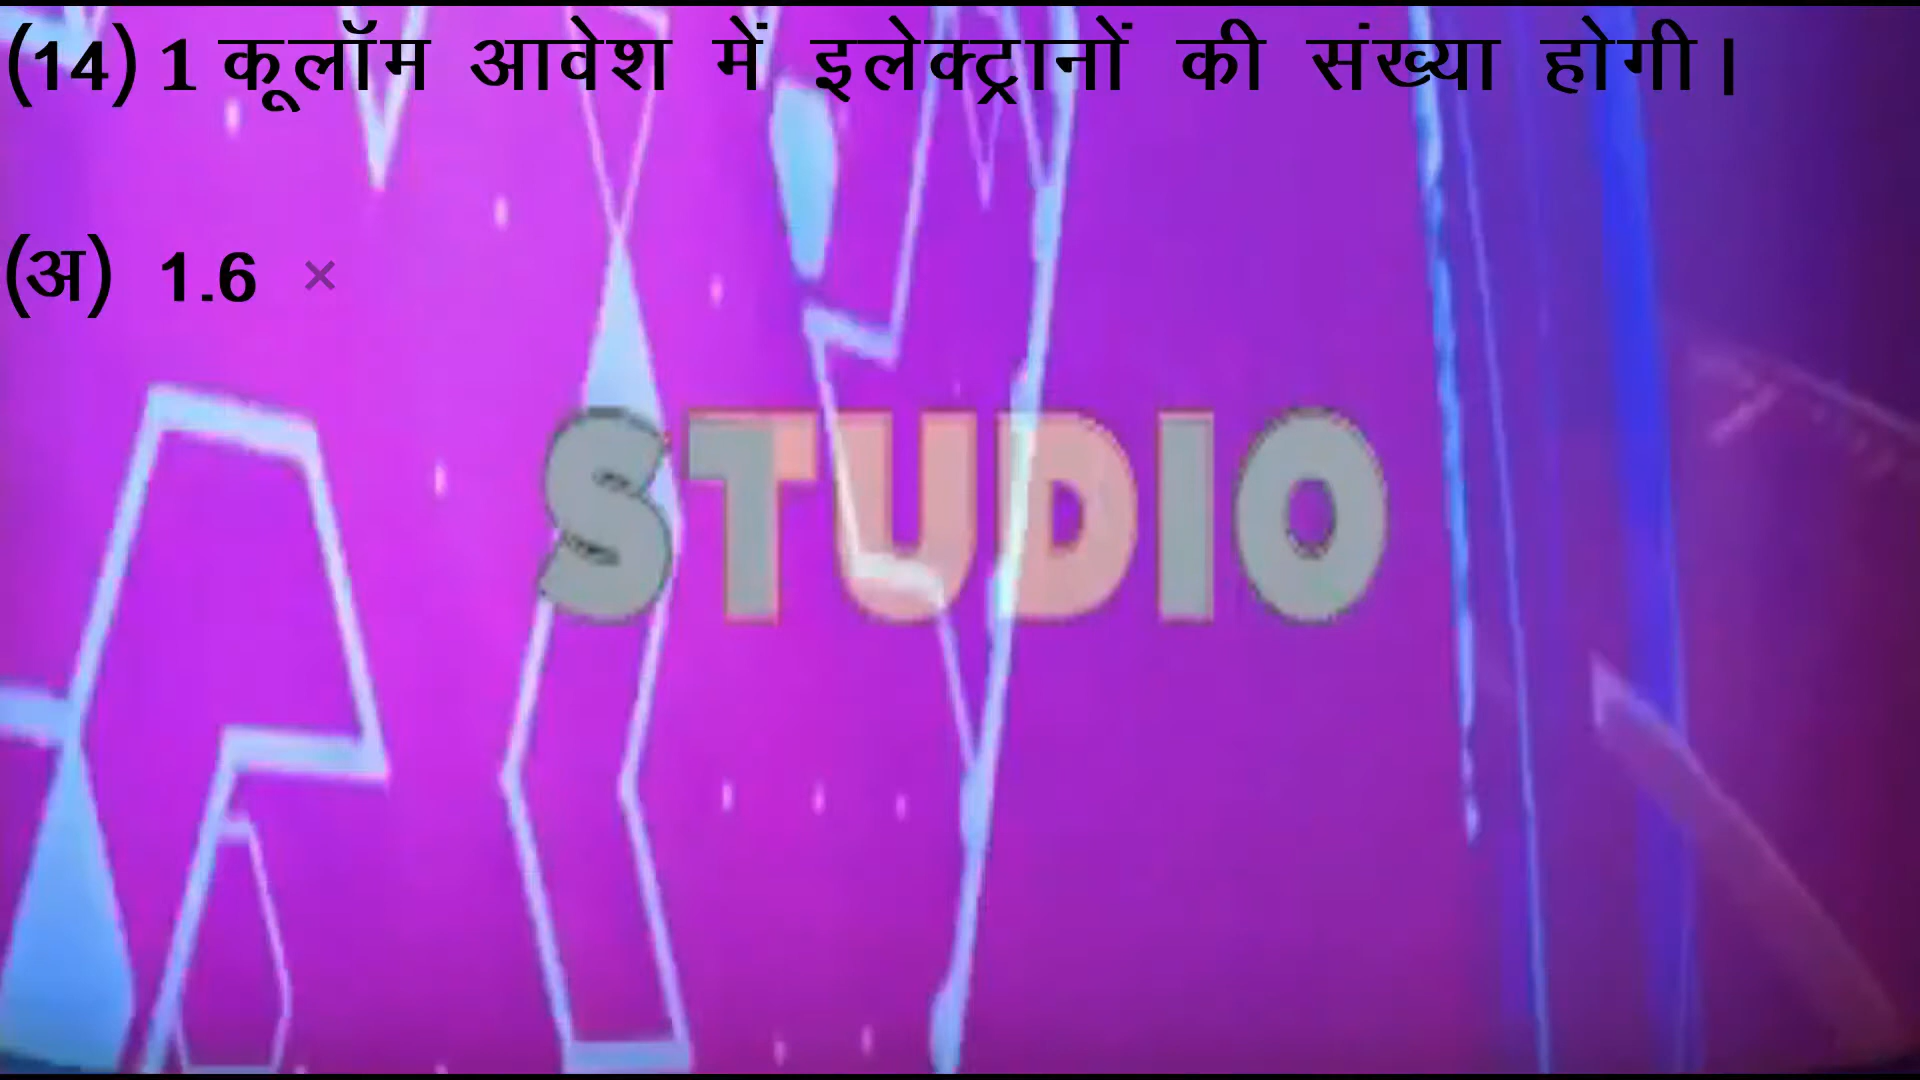 (14) 1 कूलॉम आवेश में इलेक्ट्रानों की संख्या होगी।
(अ) 1.6 ×
STUDIO